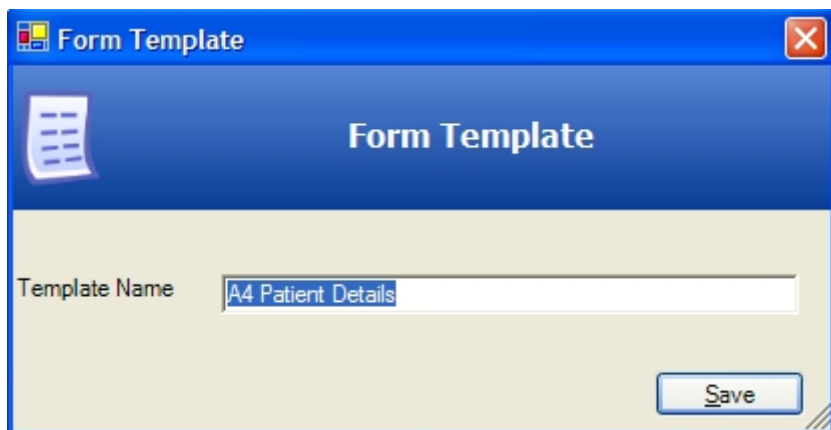 Form Template
Form Template
Template Name
A4 Patient Details
Save